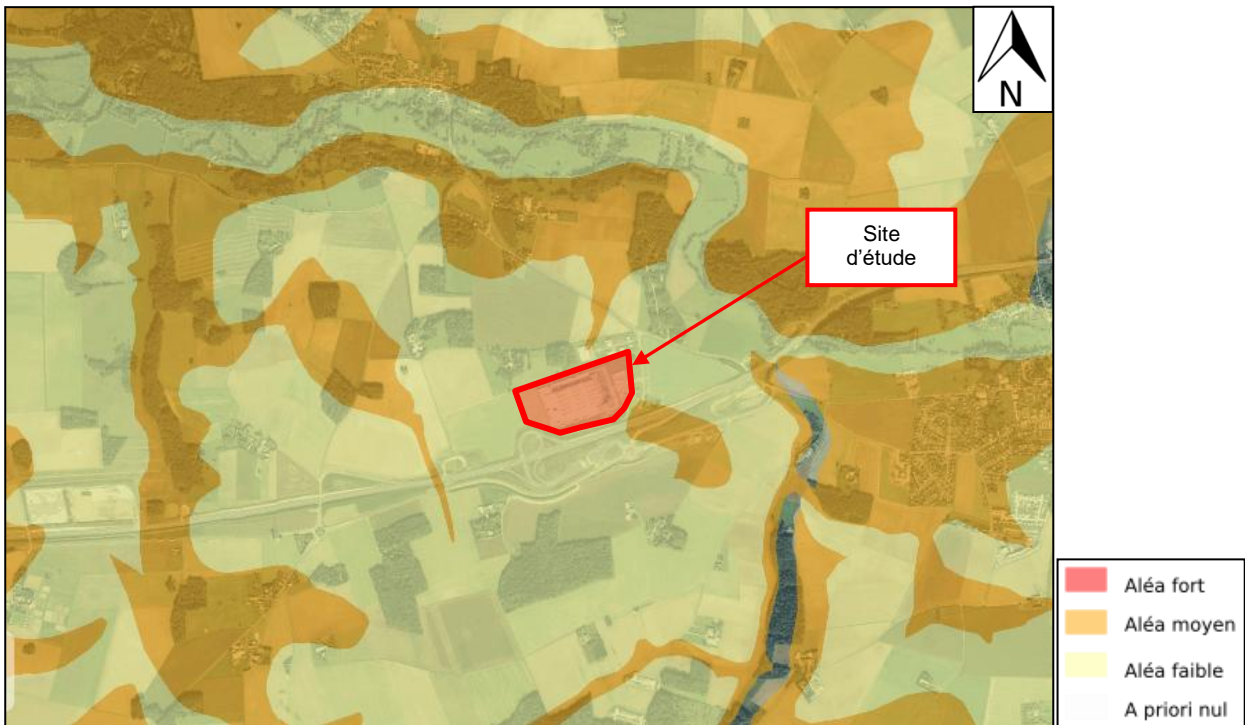 N
Site
d'étude
Aléa fort
Aléa moyen
Aléa faible
A priori nul